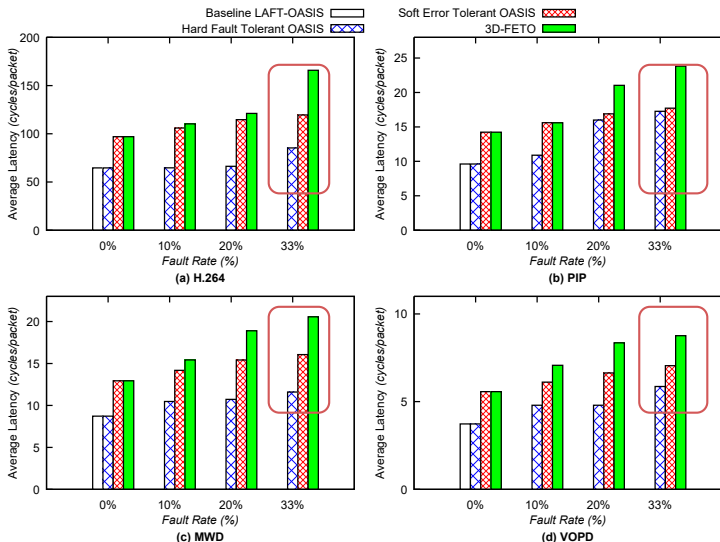 Baseline LAFT-OASIS
Hard Fault Tolerant OASIS
Soft Error Tolerant OASIS
3D-FETO
Average Latency (cycles/packet)
200
150
100
50
0
0% 10% 20% 33%
Fault Rate (%)
(a) H.264
Average Latency (cycles/packet)
25
20
15
10
5
0
0% 10% 20% 33%
Fault Rate (%)
(b) PIP
Average Latency (cycles/packet)
20
15
10
5
0
0% 10% 20% 33%
Fault Rate (%)
(c) MWD
Average Latency (cycles/packet)
10
5
0
0% 10% 20% 33%
Fault Rate (%)
(d) VOPD